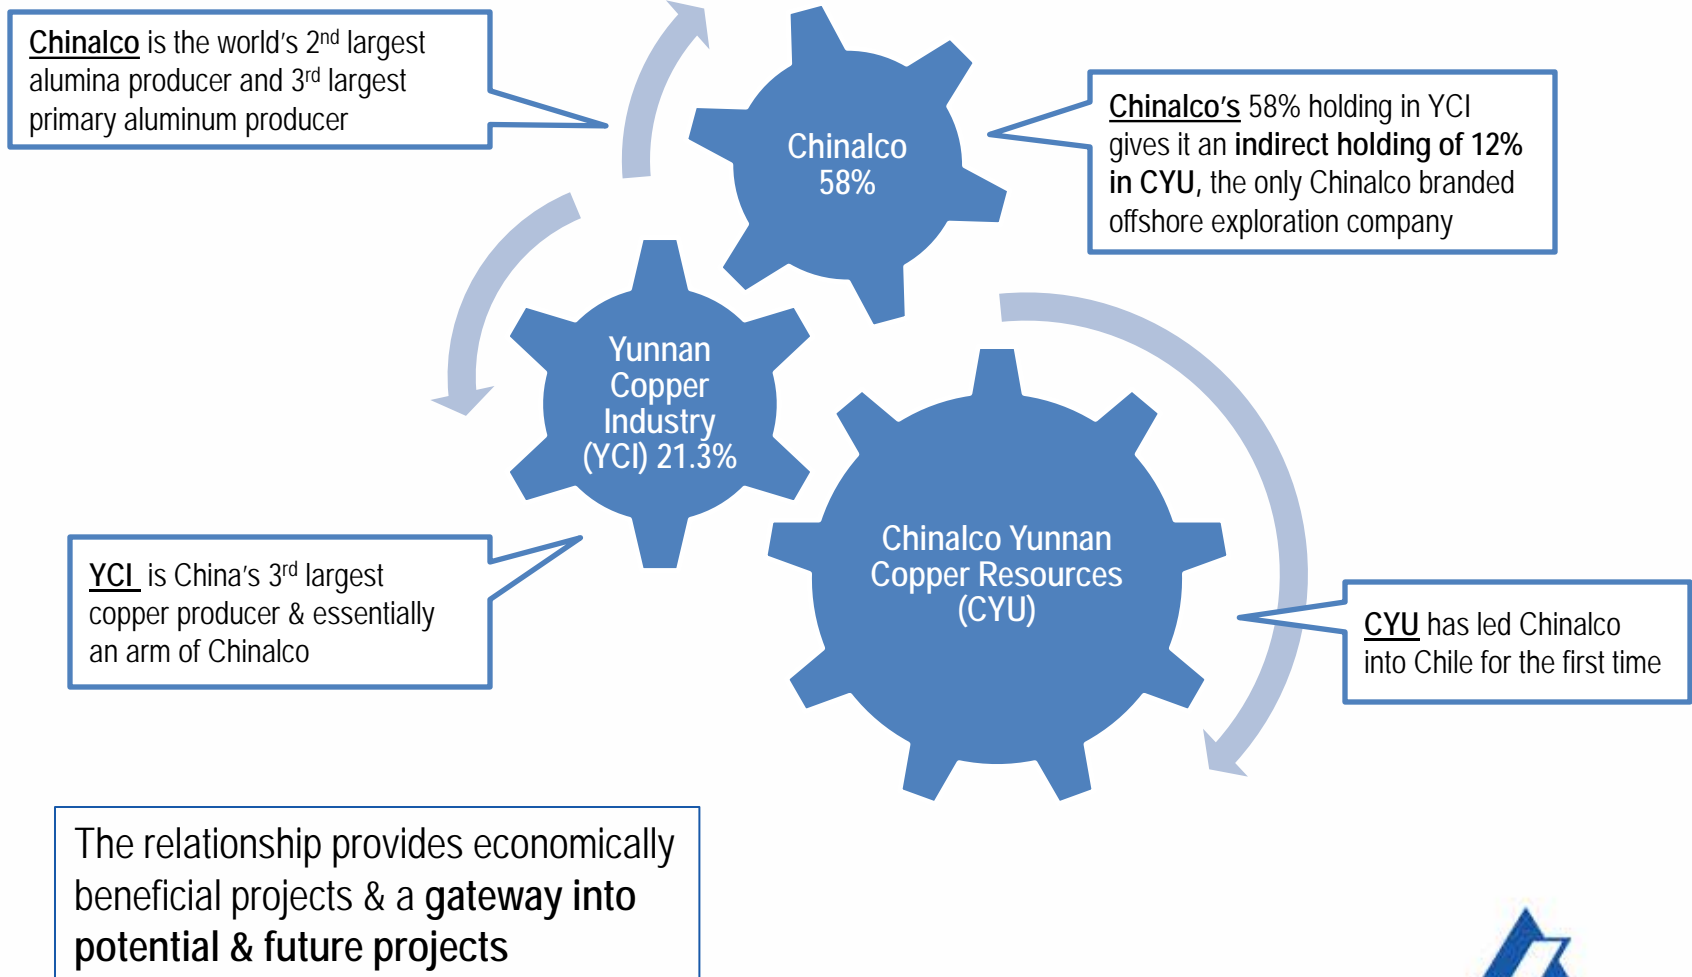 Chinalco is the world's 2nd largest
alumina producer and 3rd largest
primary aluminum producer
Chinalco
58%
Chinalco's 58% holding in YCI
gives it an indirect holding of 12%
in CYU, the only Chinalco branded
offshore exploration company
Yunnan
Copper
Industry
(YCI) 21.3%
Chinalco Yunnan
Copper Resources
(CYU)
YCI is China's 3rd largest
copper producer & essentially
an arm of Chinalco
CYU has led Chinalco
into Chile for the first time
The relationship provides economically
beneficial projects & a gateway into
potential & future projects